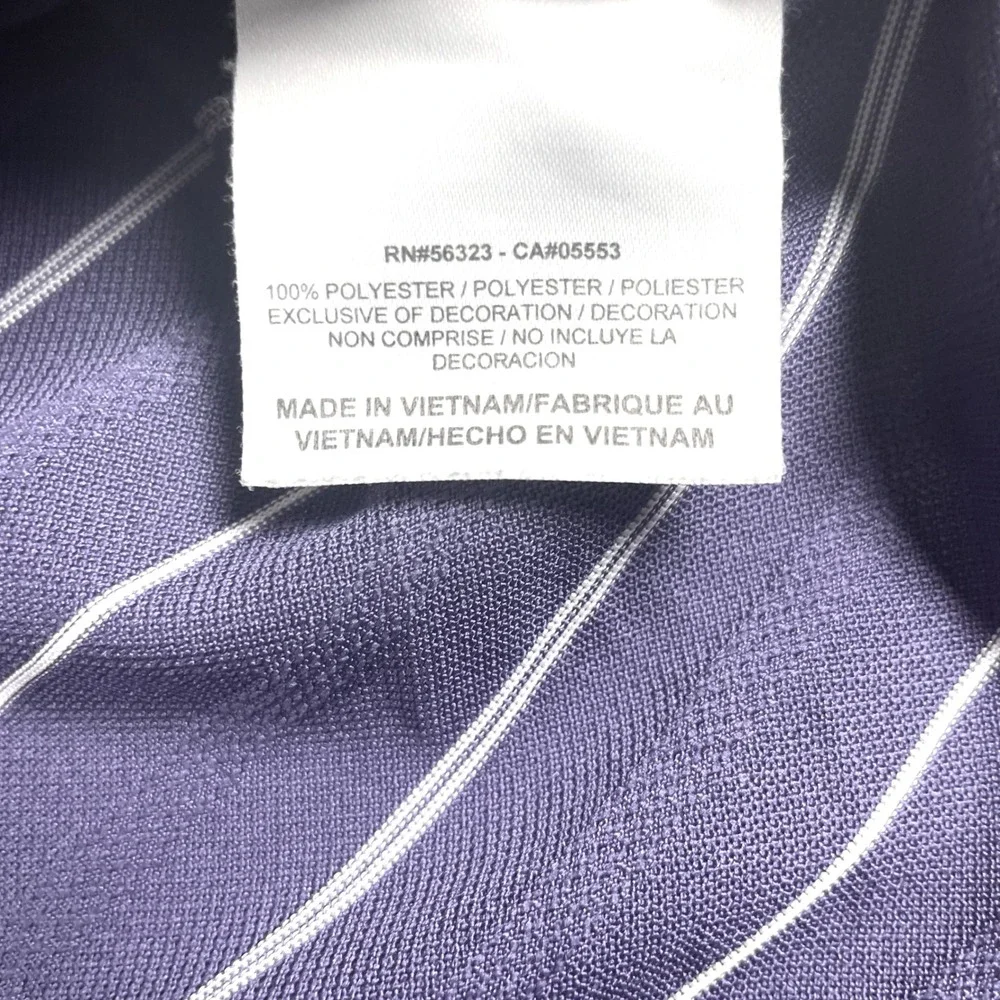 RN#56323 - CA#05553
100% POLYESTER / POLYESTER / POLIESTER
EXCLUSIVE OF DECORATION / DECORATION
NON COMPRISE / NO INCLUYE LA
DECORACION
MADE IN VIETNAM/FABRIQUE AU
VIETNAM/HECHO EN VIETNAM